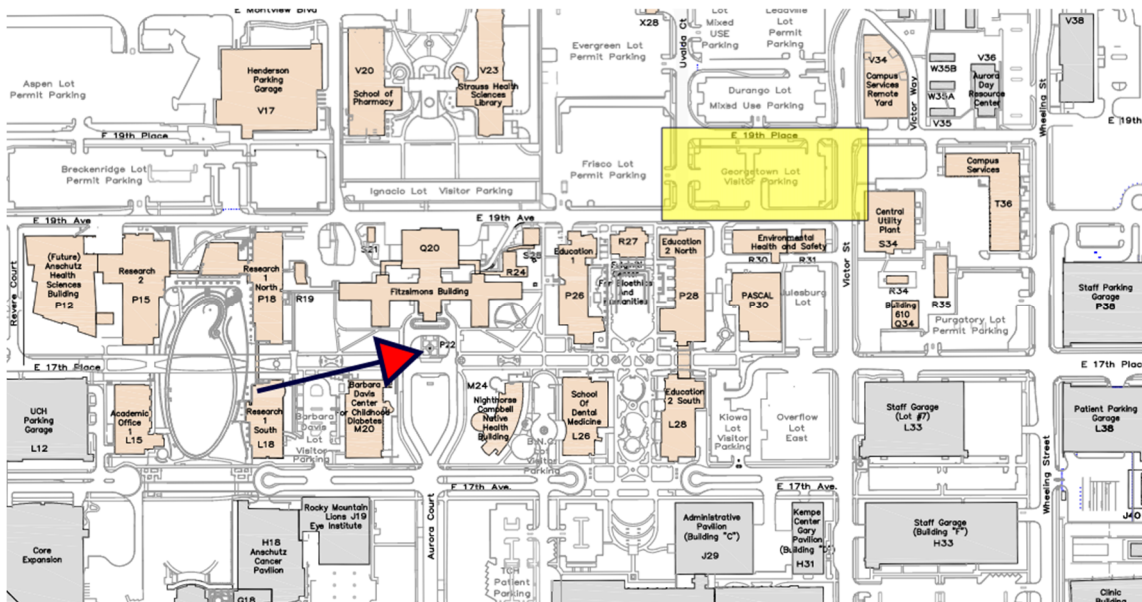 E Montview Blvd
X28
Uvalda Ct
Lot
Mixed
USE
Parking
Leadville
Lot
Permit
Parking
V38
Aspen Lot
Permit Parking
Henderson
Parking
Garage
V17
V20
School of
Pharmacy
V23
Strauss Health
Sciences
Library
Evergreen Lot
Permit Parking
Durango Lot
Mixed Use Parking
V34
Campus
Services
Remote
Yard
Victor Way
W35B
W35A
V35
V36
Aurora
Day
Resource
Center
Wheeling St
E 19th Place
E 19th Place
E 19th
Breckenridge Lot
Permit Parking
Ignacio Lot Visitor Parking
Frisco Lot
Permit Parking
Georgetown Lot
Visitor Parking
Campus
Services
T36
E 19th Ave
E 19th Ave
Central
Utility
Plant
S34
Revere Court
(Future)
Anschutz
Health
Sciences
Building
P12
Research
2
P15
Research
1
North
P18
R19
S21
Q20
S28
R24
Fitzsimons Building
Education
1
P26
R27
For Bioethics
and
Humanities
Education
2 North
P28
Environmental
Health and Safety
R30
R31
PASCAL
P30
Julesburg
Lot
Victor St
R34
Building
610
Q34
R35
Purgatory Lot
Permit Parking
Staff Parking
Garage
P38
P22
E 17th Place
E 17th Plac
UCH
Parking
Garage
L12
Academic
Office
1
L15
Research
1
South
L18
Barbara
Davis
Lot
Visitor
Parking
Barbara
Davis
Center
for Childhood
Diabetes
M20
M24
Nighthorse
Campbell
Native
Health
Building
B.N.C.
Lot
Visitor
Parking
School
Of
Dental
Medicine
L26
Education
2 South
L28
Kiowa
Lot
Visitor
Parking
Overflow
Lot
East
Staff Garage
(Lot #7)
L33
Patient Parking
Garage
L38
Wheeling Street
E 17th Ave.
E 17th Ave.
Aurora Court
Core
Expansion
H18
Anschutz
Cancer
Pavilion
G18
Rocky Mountain
Lions J19
Eye Institute
TCH
Patient
Parking
Administrative
Pavilion
(Building "C")
J29
Kempe
Center
Gary
Pavilion
H31
Staff Garage
(Building "F")
H33
J40
Clinic
Building